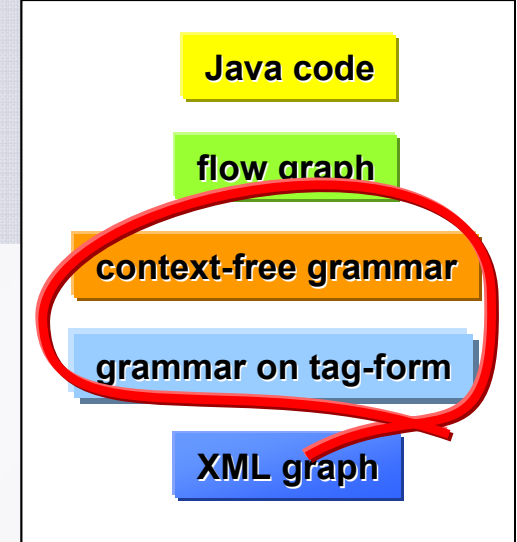 Java code
flow graph
context-free grammar
grammar on tag-form
XML graph